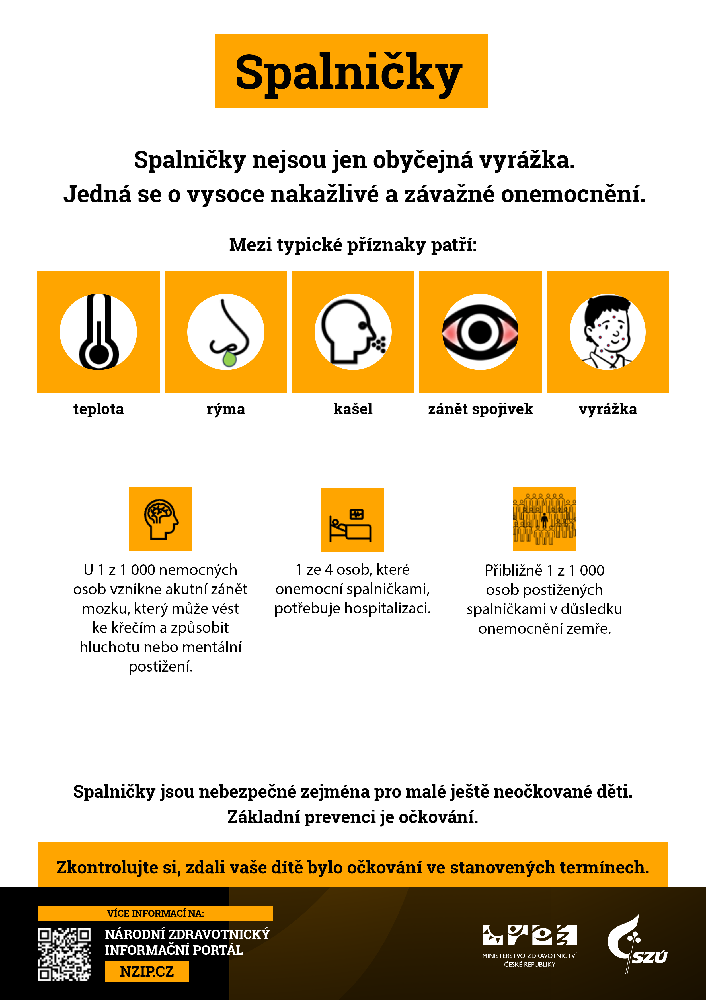 Spalničky
Spalničky nejsou jen obyčejná vyrážka.
Jedná se o vysoce nakažlivé a závažné onemocnění.
Mezi typické příznaky patří:
teplota
rýma
kašel
zánět spojivek
vyrážka
U 1 z 1 000 nemocných
osob vznikne akutní zánět
mozku, který může vést
ke křečím a způsobit
hluchotu nebo mentální
postižení.
1 ze 4 osob, které
onemocní spalničkami,
potřebuje hospitalizaci.
Přibližně 1 z 1 000
osob postižených
spalničkami v důsledku
onemocnění zemře.
Spalničky jsou nebezpečné zejména pro malé ještě neočkované děti.
Základní prevenci je očkování.
Zkontrolujte si, zdali vaše dítě bylo očkování ve stanovených termínech.
VÍCE INFORMACÍ NA:
NÁRODNÍ ZDRAVOTNICKÝ
INFORMAČNÍ PORTÁL
NZIP.CZ
MINISTERSTVO ZDRAVOTNICTVÍ
ČESKÉ REPUBLIKY
SZÚ